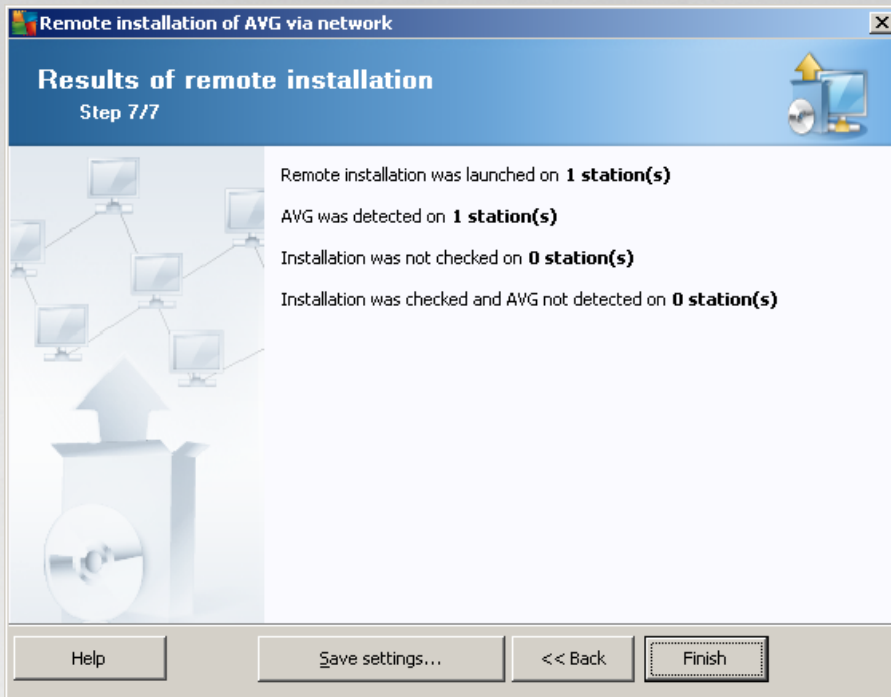 Remote installation of AVG via network
Results of remote installation
Step 7/7
Remote installation was launched on 1 station(s)
AVG was detected on 1 station(s)
Installation was not checked on 0 station(s)
Installation was checked and AVG not detected on 0 station(s)
Help
Save settings...
<< Back
Finish